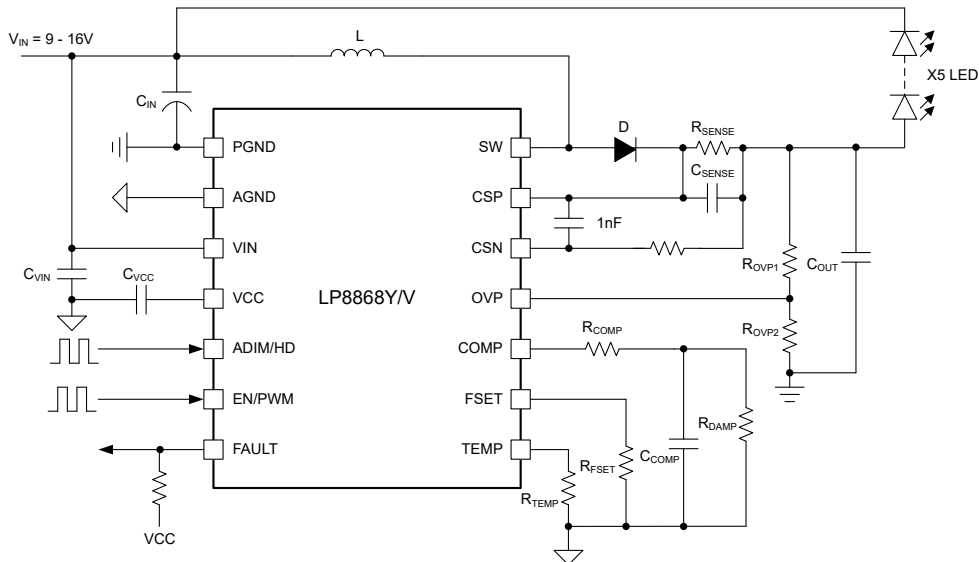 V_IN = 9 - 16V
L
X5 LED
C_IN
PGND
SW
D
R_SENSE
AGND
CSP
C_SENSE
1nF
VIN
CSN
R_OVP1
C_OUT
C_VIN
C_VCC
VCC
LP8868Y/V
OVP
R_OVP2
ADIM/HD
COMP
R_COMP
EN/PWM
FSET
R_DAMP
FAULT
TEMP
R_FSET
C_COMP
R_TEMP
VCC